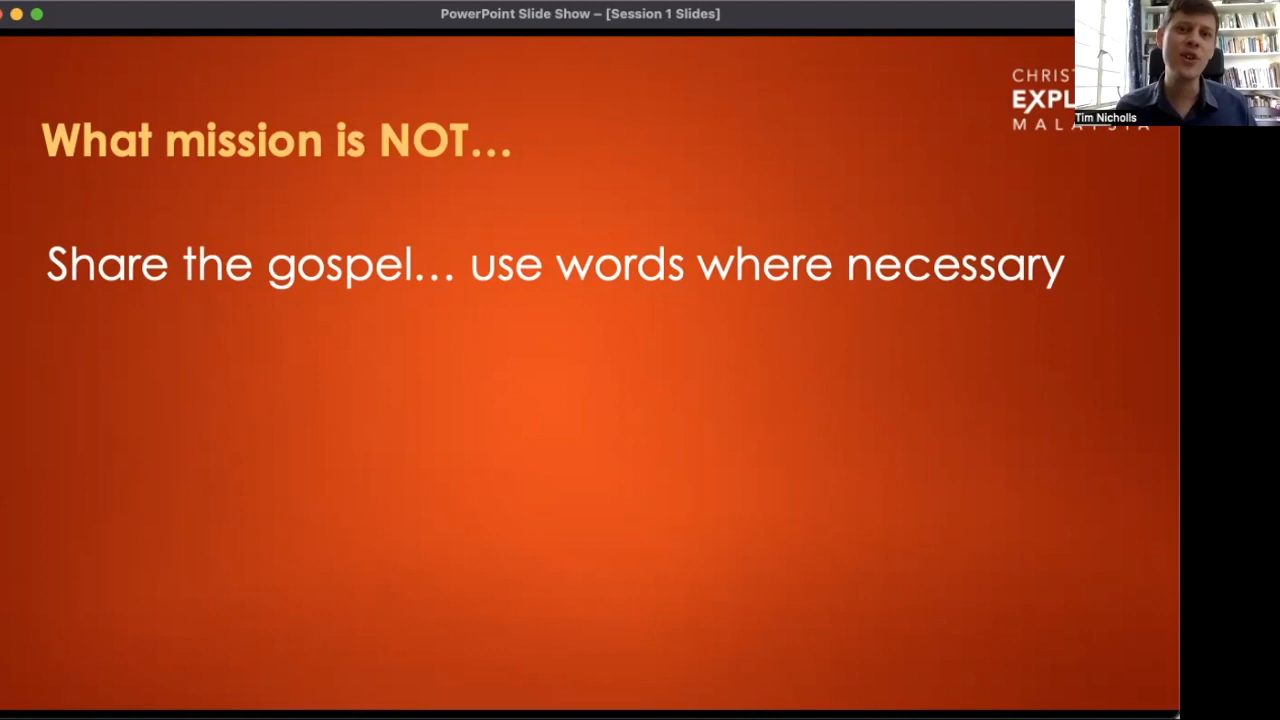 PowerPoint Slide Show – [Session 1 Slides]
CHRIST
EXPL
MALAYSIA
Tim Nicholls
What mission is NOT...
Share the gospel... use words where necessary